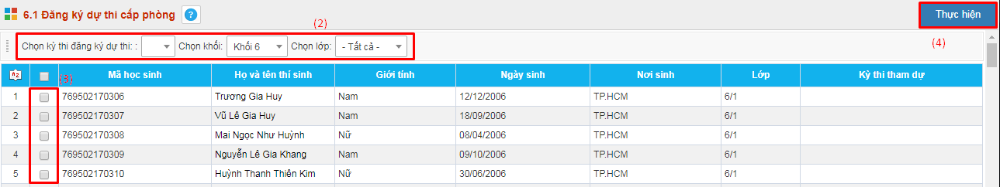 6.1 Đăng ký dự thi cấp phòng ?
Thực hiện
(2)
Chọn kỳ thi đăng ký dự thi: : Chọn khối: Khối 6 Chọn lớp: - Tất cả -
(4)
(3) Mã học sinh Họ và tên thí sinh Giới tính Ngày sinh Nơi sinh Lớp Kỳ thi tham dự
1 769502170306 Trương Gia Huy Nam 12/12/2006 TP.HCM 6/1
2 769502170307 Vũ Lê Gia Huy Nam 18/09/2006 TP.HCM 6/1
3 769502170308 Mai Ngọc Như Huỳnh Nữ 08/04/2006 TP.HCM 6/1
4 769502170309 Nguyễn Lê Gia Khang Nam 09/10/2006 TP.HCM 6/1
5 769502170310 Huỳnh Thanh Thiên Kim Nữ 30/06/2006 TP.HCM 6/1